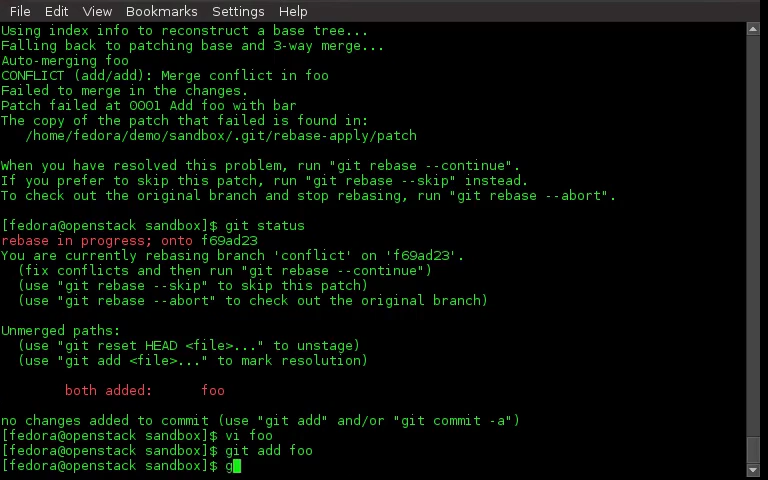 File Edit View Bookmarks Settings Help
Using index info to reconstruct a base tree...
Falling back to patching base and 3-way merge...
Auto-merging foo
CONFLICT (add/add): Merge conflict in foo
Failed to merge in the changes.
Patch failed at 0001 Add foo with bar
The copy of the patch that failed is found in:
   /home/fedora/demo/sandbox/.git/rebase-apply/patch
When you have resolved this problem, run "git rebase --continue".
If you prefer to skip this patch, run "git rebase --skip" instead.
To check out the original branch and stop rebasing, run "git rebase --abort".
[fedora@openstack sandbox]$ git status
rebase in progress; onto f69ad23
You are currently rebasing branch 'conflict' on 'f69ad23'.
  (fix conflicts and then run "git rebase --continue")
  (use "git rebase --skip" to skip this patch)
  (use "git rebase --abort" to check out the original branch)
Unmerged paths:
  (use "git reset HEAD <file>..." to unstage)
  (use "git add <file>..." to mark resolution)
        both added:      foo
no changes added to commit (use "git add" and/or "git commit -a")
[fedora@openstack sandbox]$ vi foo
[fedora@openstack sandbox]$ git add foo
[fedora@openstack sandbox]$ g